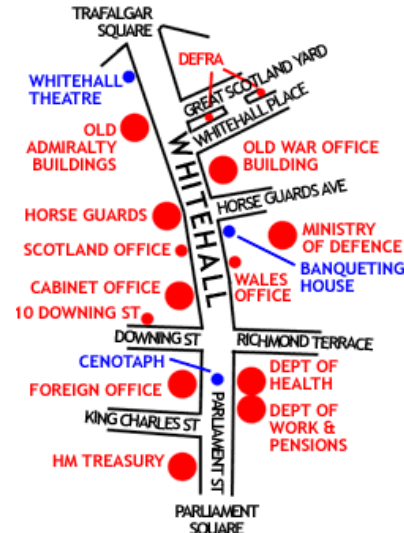 TRAFALGAR
SQUARE
DEFRA
WHITEHALL
THEATRE
GREAT SCOTLAND YARD
WHITEHALL PLACE
OLD
ADMIRALTY
BUILDINGS
OLD WAR OFFICE
BUILDING
WHITEHALL
HORSE GUARDS AVE
HORSE GUARDS
MINISTRY
OF DEFENCE
SCOTLAND OFFICE
BANQUETING
HOUSE
WALES
OFFICE
CABINET OFFICE
10 DOWNING ST
DOWNING ST
RICHMOND TERRACE
CENOTAPH
DEPT OF
HEALTH
FOREIGN OFFICE
PARLIAMENT ST
DEPT OF
WORK &
PENSIONS
KING CHARLES ST
HM TREASURY
PARLIAMENT
SQUARE